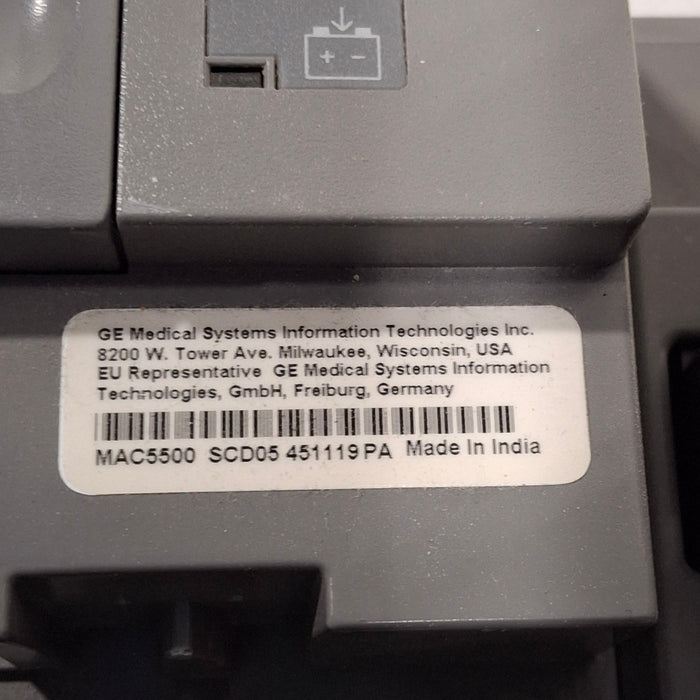 GE Medical Systems Information Technologies Inc.
8200 W. Tower Ave. Milwaukee, Wisconsin, USA
EU Representative GE Medical Systems Information
Technologies, GmbH, Freiburg, Germany
MAC5500 SCD05 451119 PA Made In India